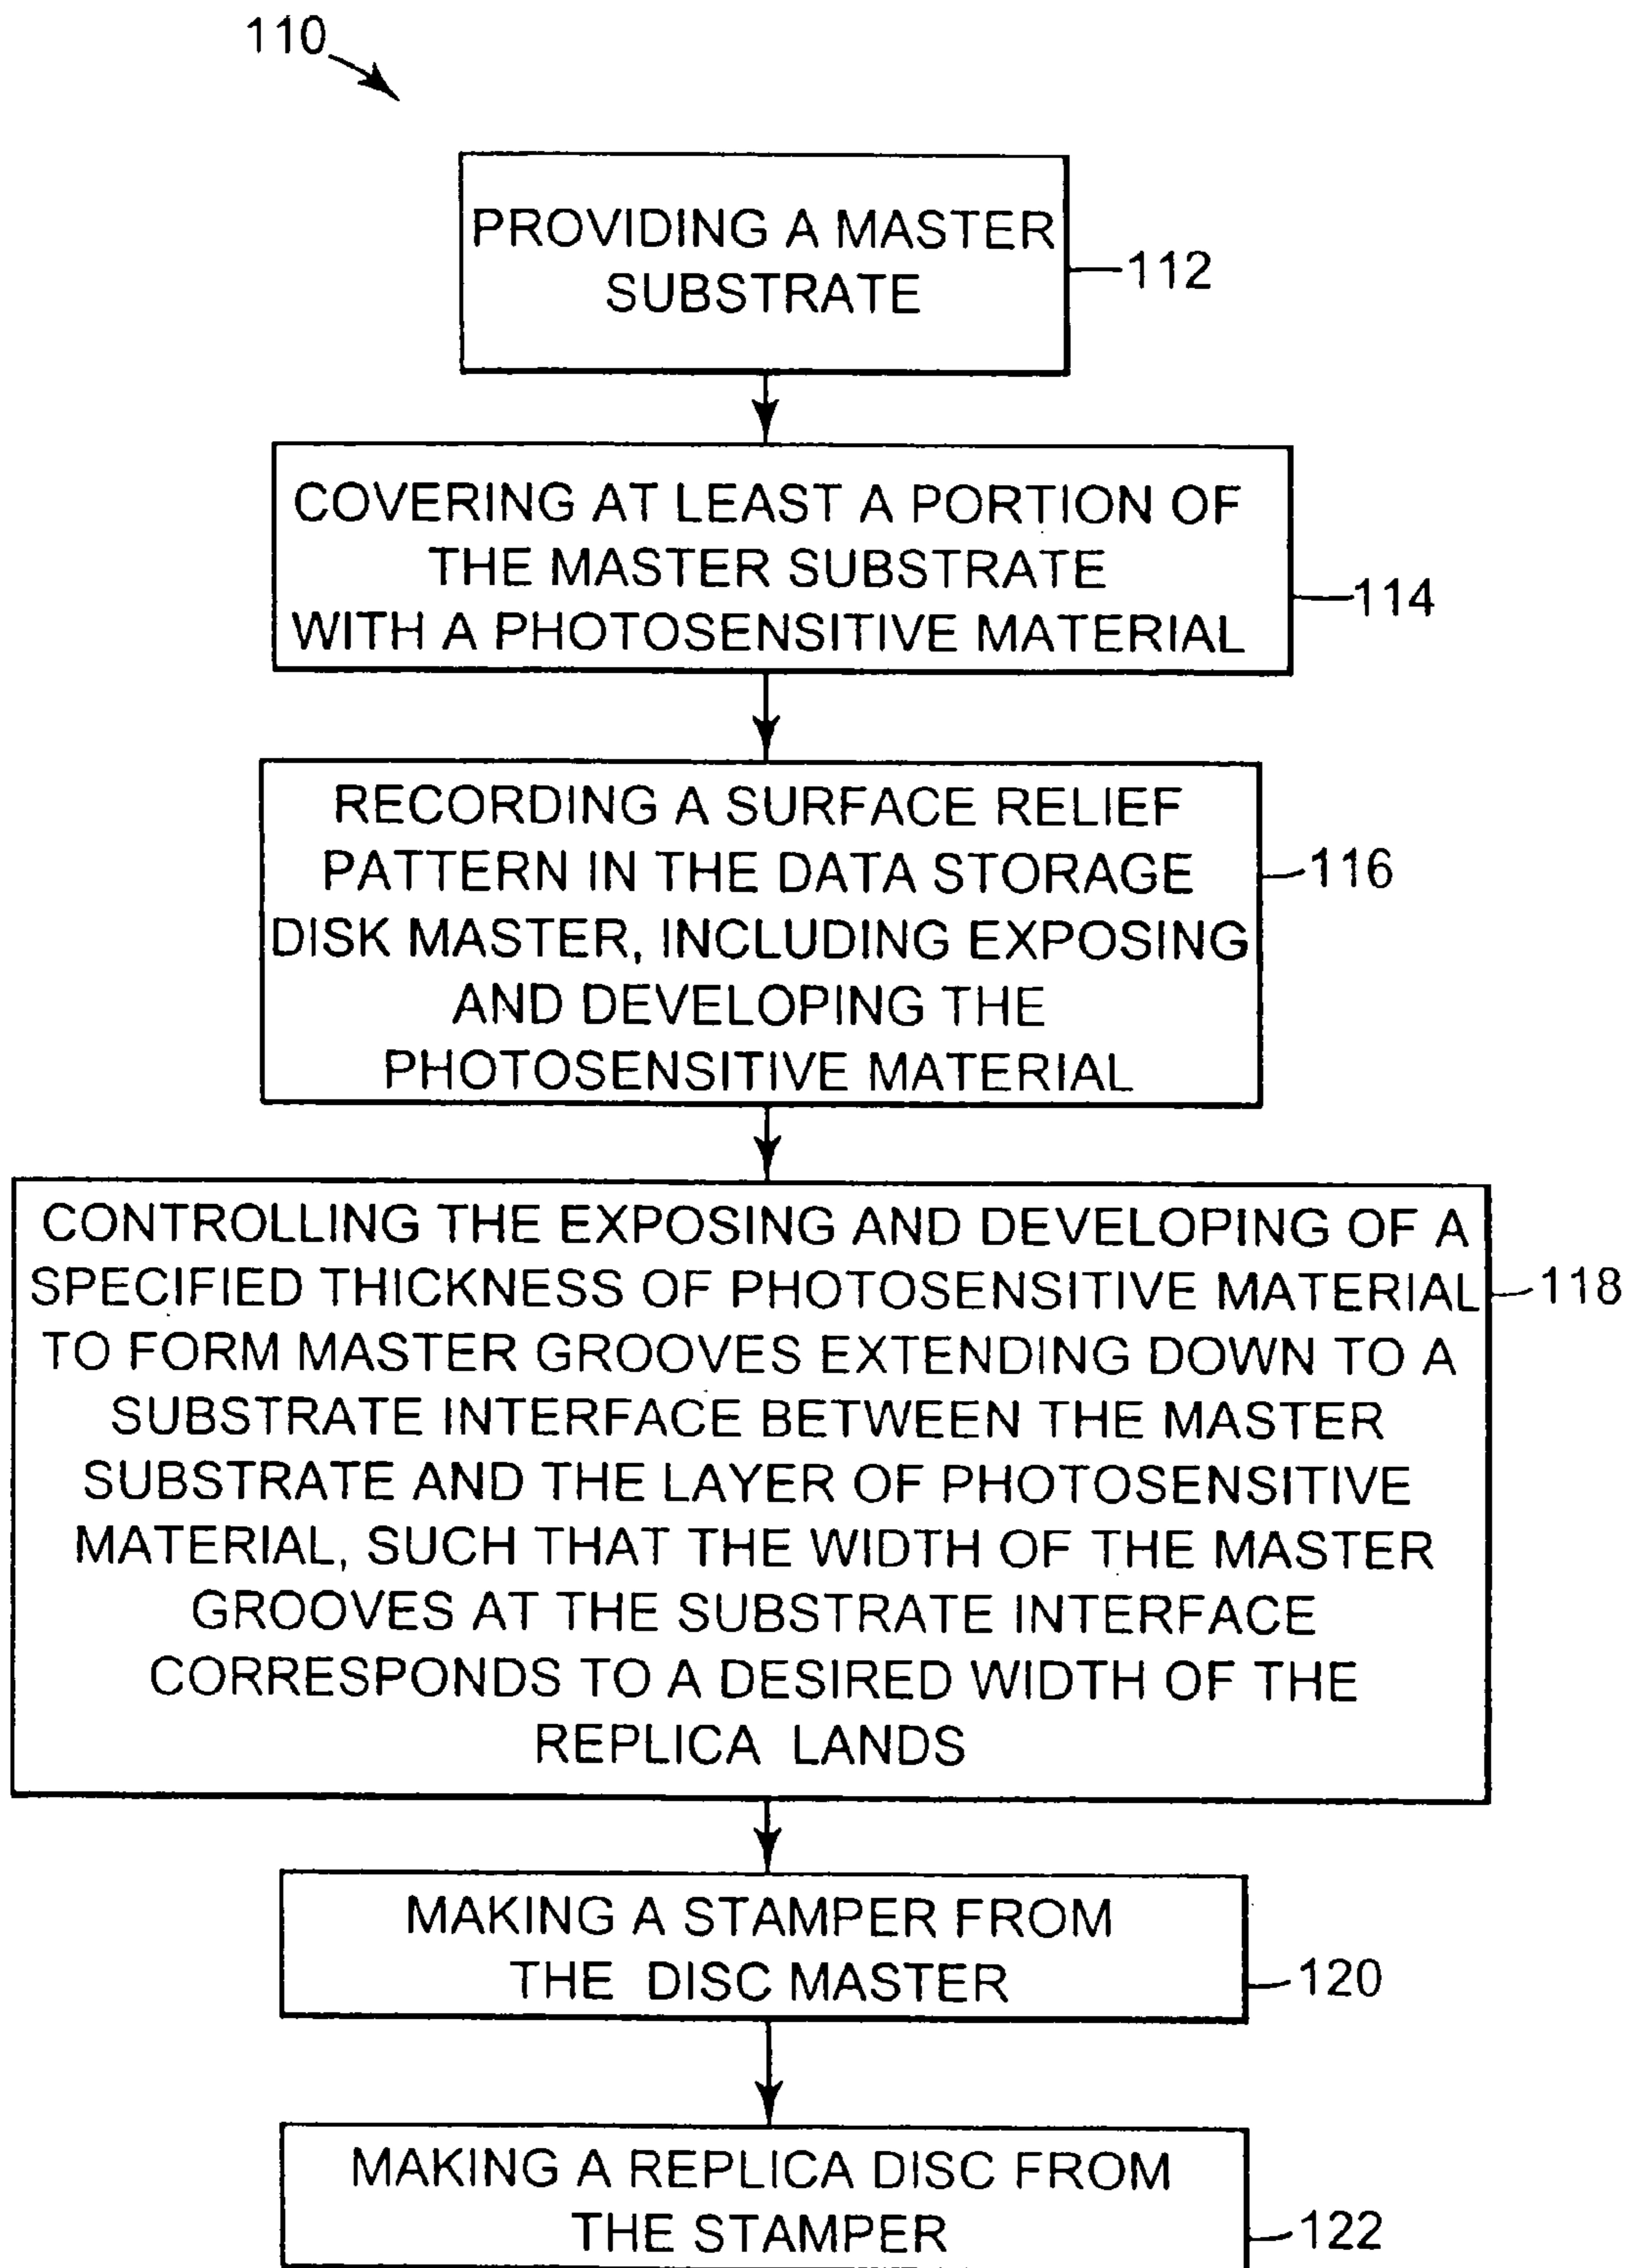 110
PROVIDING A MASTER
SUBSTRATE
112
COVERING AT LEAST A PORTION OF
THE MASTER SUBSTRATE
WITH A PHOTOSENSITIVE MATERIAL
114
RECORDING A SURFACE RELIEF
PATTERN IN THE DATA STORAGE
DISK MASTER, INCLUDING EXPOSING
AND DEVELOPING THE
PHOTOSENSITIVE MATERIAL
116
CONTROLLING THE EXPOSING AND DEVELOPING OF A
SPECIFIED THICKNESS OF PHOTOSENSITIVE MATERIAL
TO FORM MASTER GROOVES EXTENDING DOWN TO A
SUBSTRATE INTERFACE BETWEEN THE MASTER
SUBSTRATE AND THE LAYER OF PHOTOSENSITIVE
MATERIAL, SUCH THAT THE WIDTH OF THE MASTER
GROOVES AT THE SUBSTRATE INTERFACE
CORRESPONDS TO A DESIRED WIDTH OF THE
REPLICA LANDS
118
MAKING A STAMPER FROM
THE DISC MASTER
120
MAKING A REPLICA DISC FROM
THE STAMPER
122